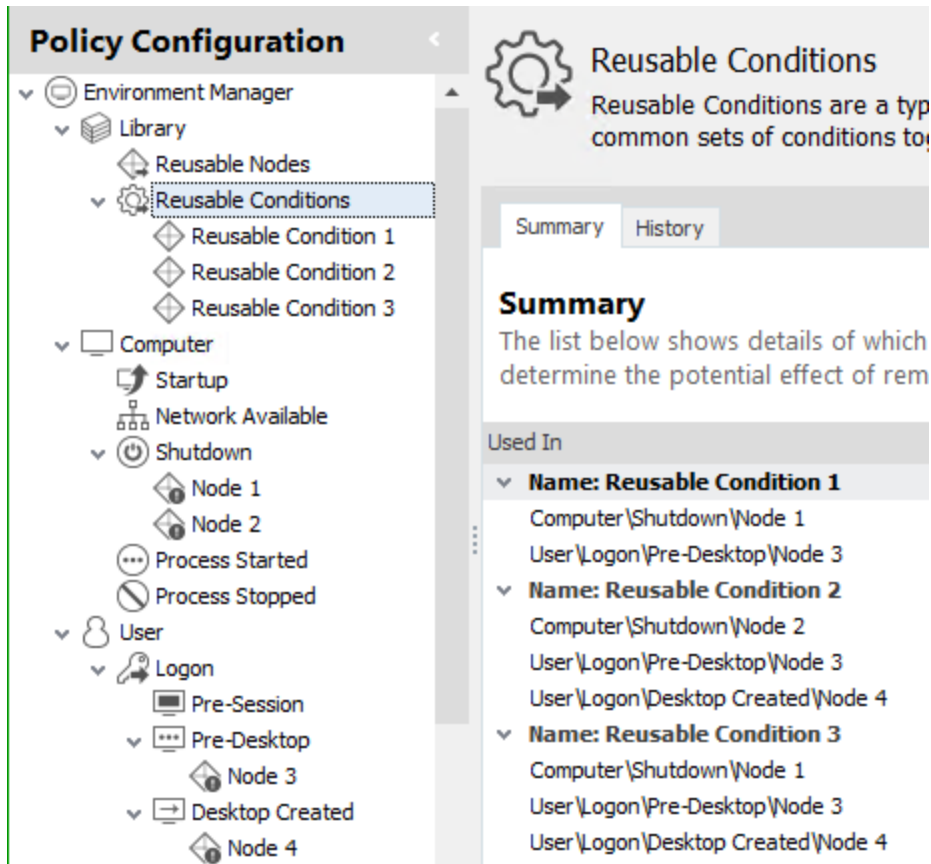 Policy Configuration
Environment Manager
Library
Reusable Nodes
Reusable Conditions
Reusable Condition 1
Reusable Condition 2
Reusable Condition 3
Computer
Startup
Network Available
Shutdown
Node 1
Node 2
Process Started
Process Stopped
User
Logon
Pre-Session
Pre-Desktop
Node 3
Desktop Created
Node 4
Reusable Conditions
Reusable Conditions are a typ
common sets of conditions tog
Summary
History
Summary
The list below shows details of which
determine the potential effect of rem
Used In
Name: Reusable Condition 1
Computer\Shutdown\Node 1
User\Logon\Pre-Desktop\Node 3
Name: Reusable Condition 2
Computer\Shutdown\Node 2
User\Logon\Pre-Desktop\Node 3
User\Logon\Desktop Created\Node 4
Name: Reusable Condition 3
Computer\Shutdown\Node 1
User\Logon\Pre-Desktop\Node 3
User\Logon\Desktop Created\Node 4